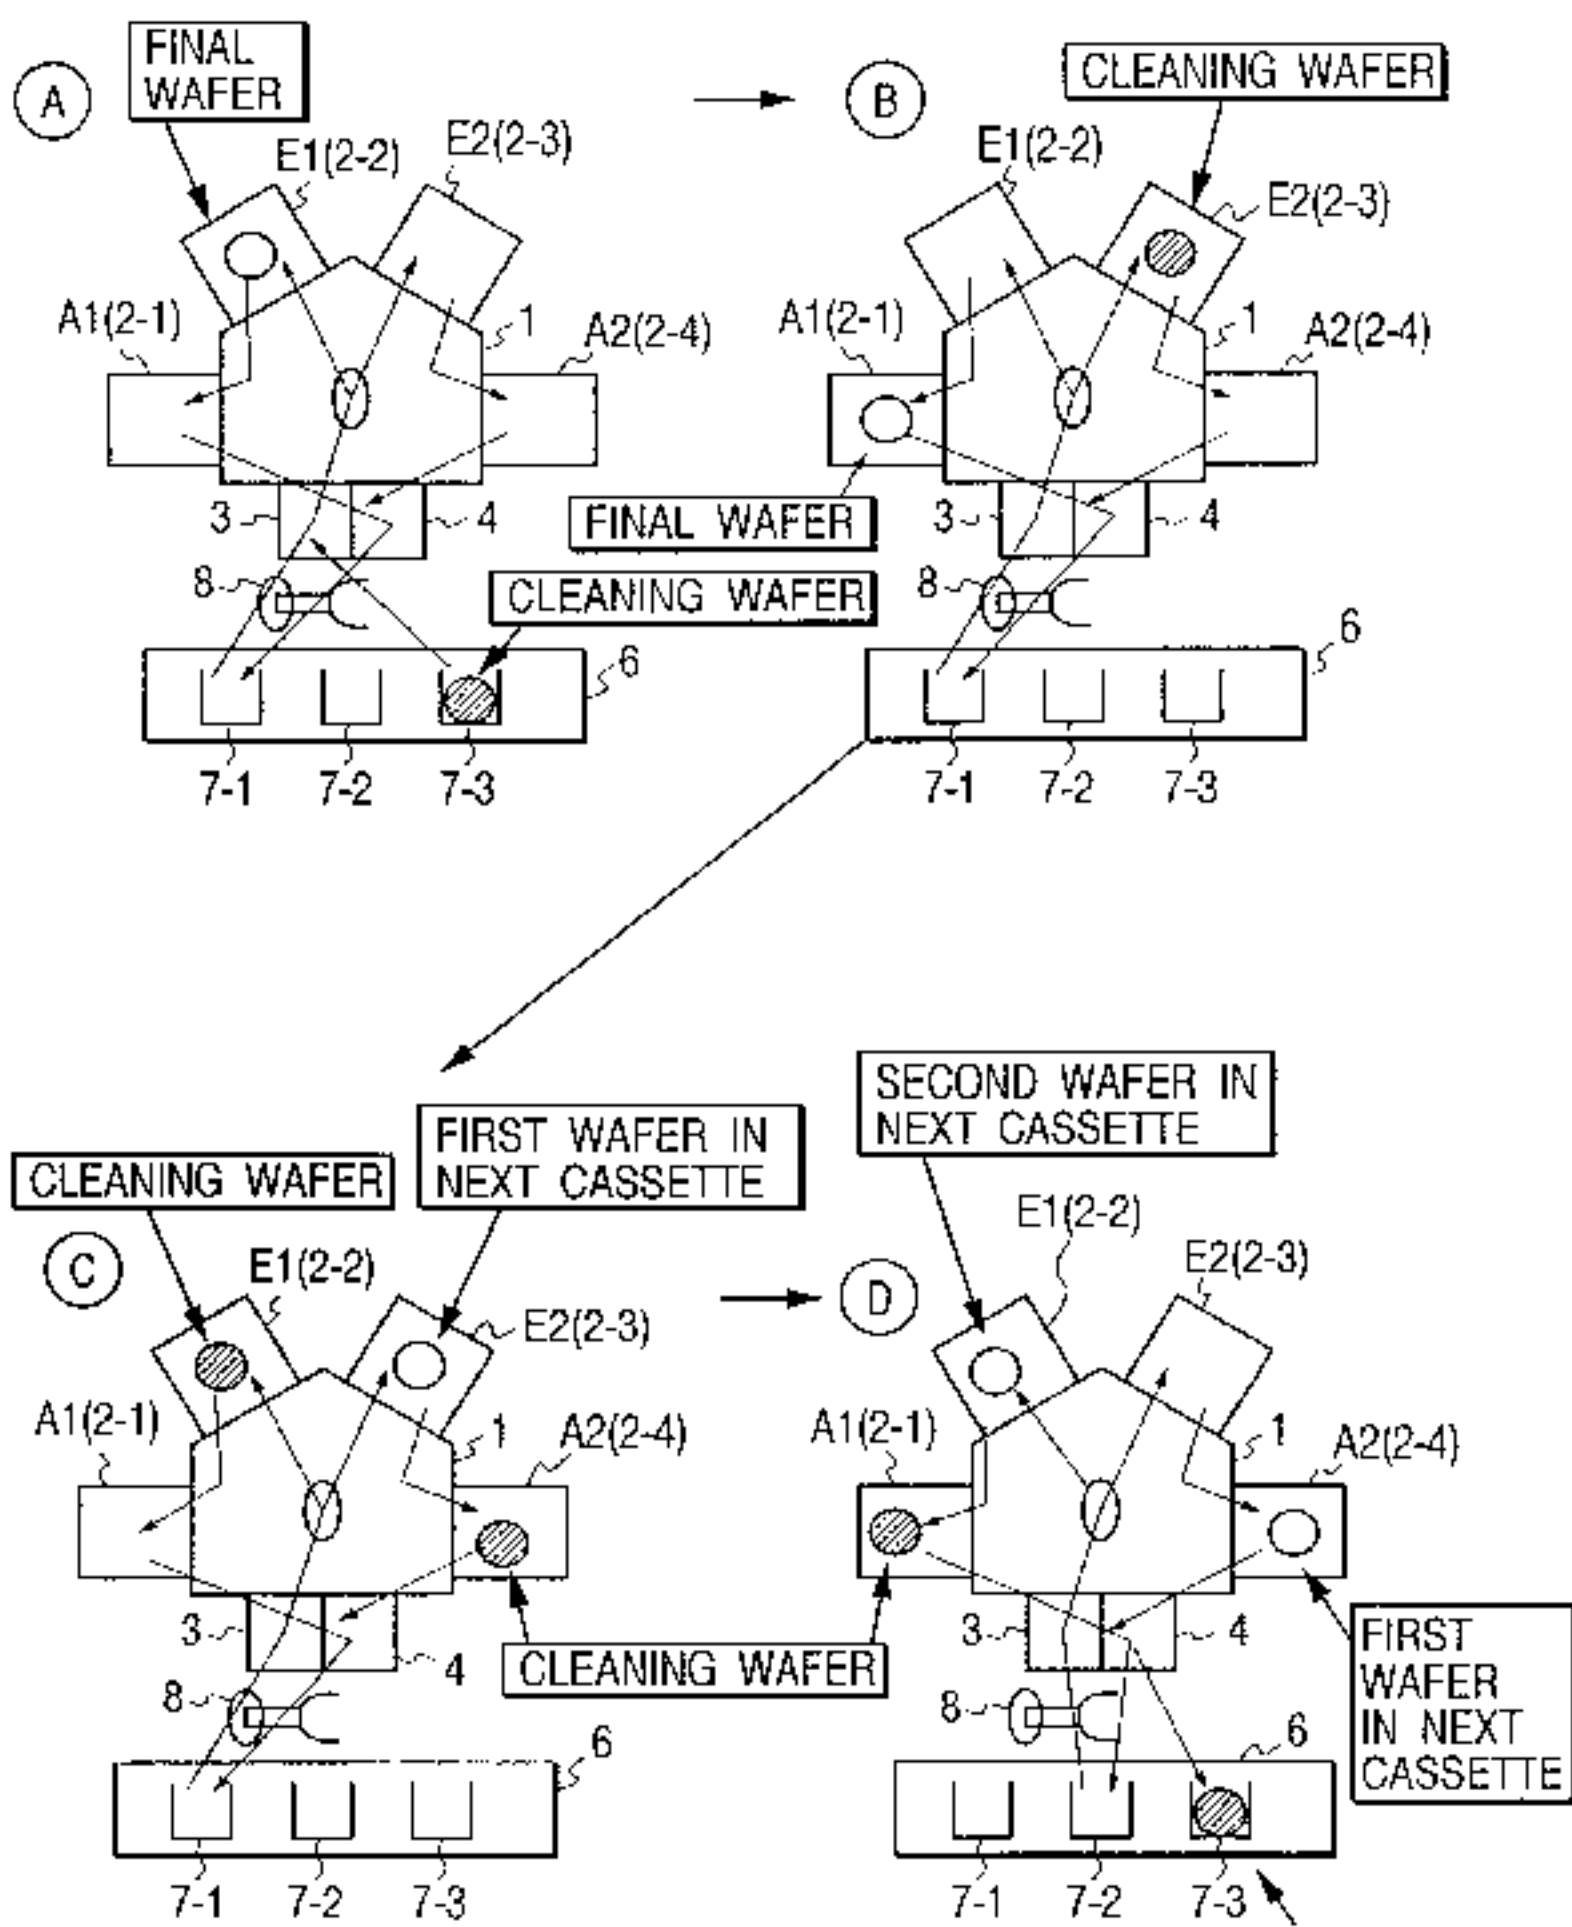 A
FINAL
WAFER
E1(2-2)
E2(2-3)
A1(2-1)
1
A2(2-4)
3
4
8
CLEANING WAFER
6
7-1
7-2
7-3
B
CLEANING WAFER
E1(2-2)
E2(2-3)
A1(2-1)
1
A2(2-4)
FINAL WAFER
3
4
8
6
7-1
7-2
7-3
C
CLEANING WAFER
FIRST WAFER IN
NEXT CASSETTE
E1(2-2)
E2(2-3)
A1(2-1)
1
A2(2-4)
3
4
CLEANING WAFER
8
6
7-1
7-2
7-3
D
SECOND WAFER IN
NEXT CASSETTE
E1(2-2)
E2(2-3)
A1(2-1)
1
A2(2-4)
3
4
FIRST
WAFER
IN NEXT
CASSETTE
8
6
7-1
7-2
7-3